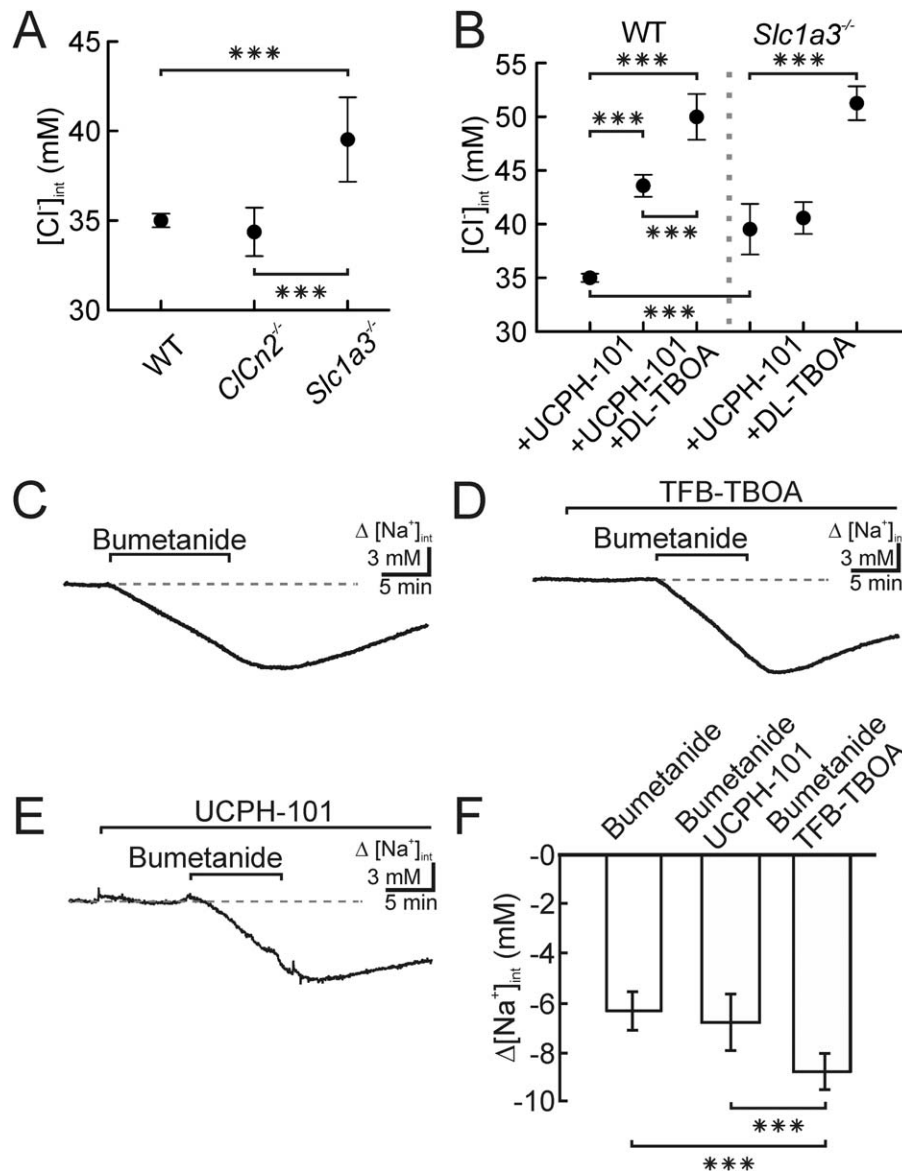 A
[Cl⁻]int (mM)
45
40
35
30
***
***
WT
ClCn2-/-
Slc1a3-/-
B
WT
Slc1a3-/-
[Cl⁻]int (mM)
55
50
45
40
35
30
***
***
***
***
***
+UCPH-101
+UCPH-101
+DL-TBOA
+UCPH-101
+DL-TBOA
C
Bumetanide
Δ [Na⁺]int
3 mM
5 min
D
TFB-TBOA
Bumetanide
Δ [Na⁺]int
3 mM
5 min
E
UCPH-101
Bumetanide
Δ [Na⁺]int
3 mM
5 min
F
Bumetanide
Bumetanide
UCPH-101
Bumetanide
TFB-TBOA
Δ[Na⁺]int (mM)
-0
-2
-4
-6
-8
-10
***
***